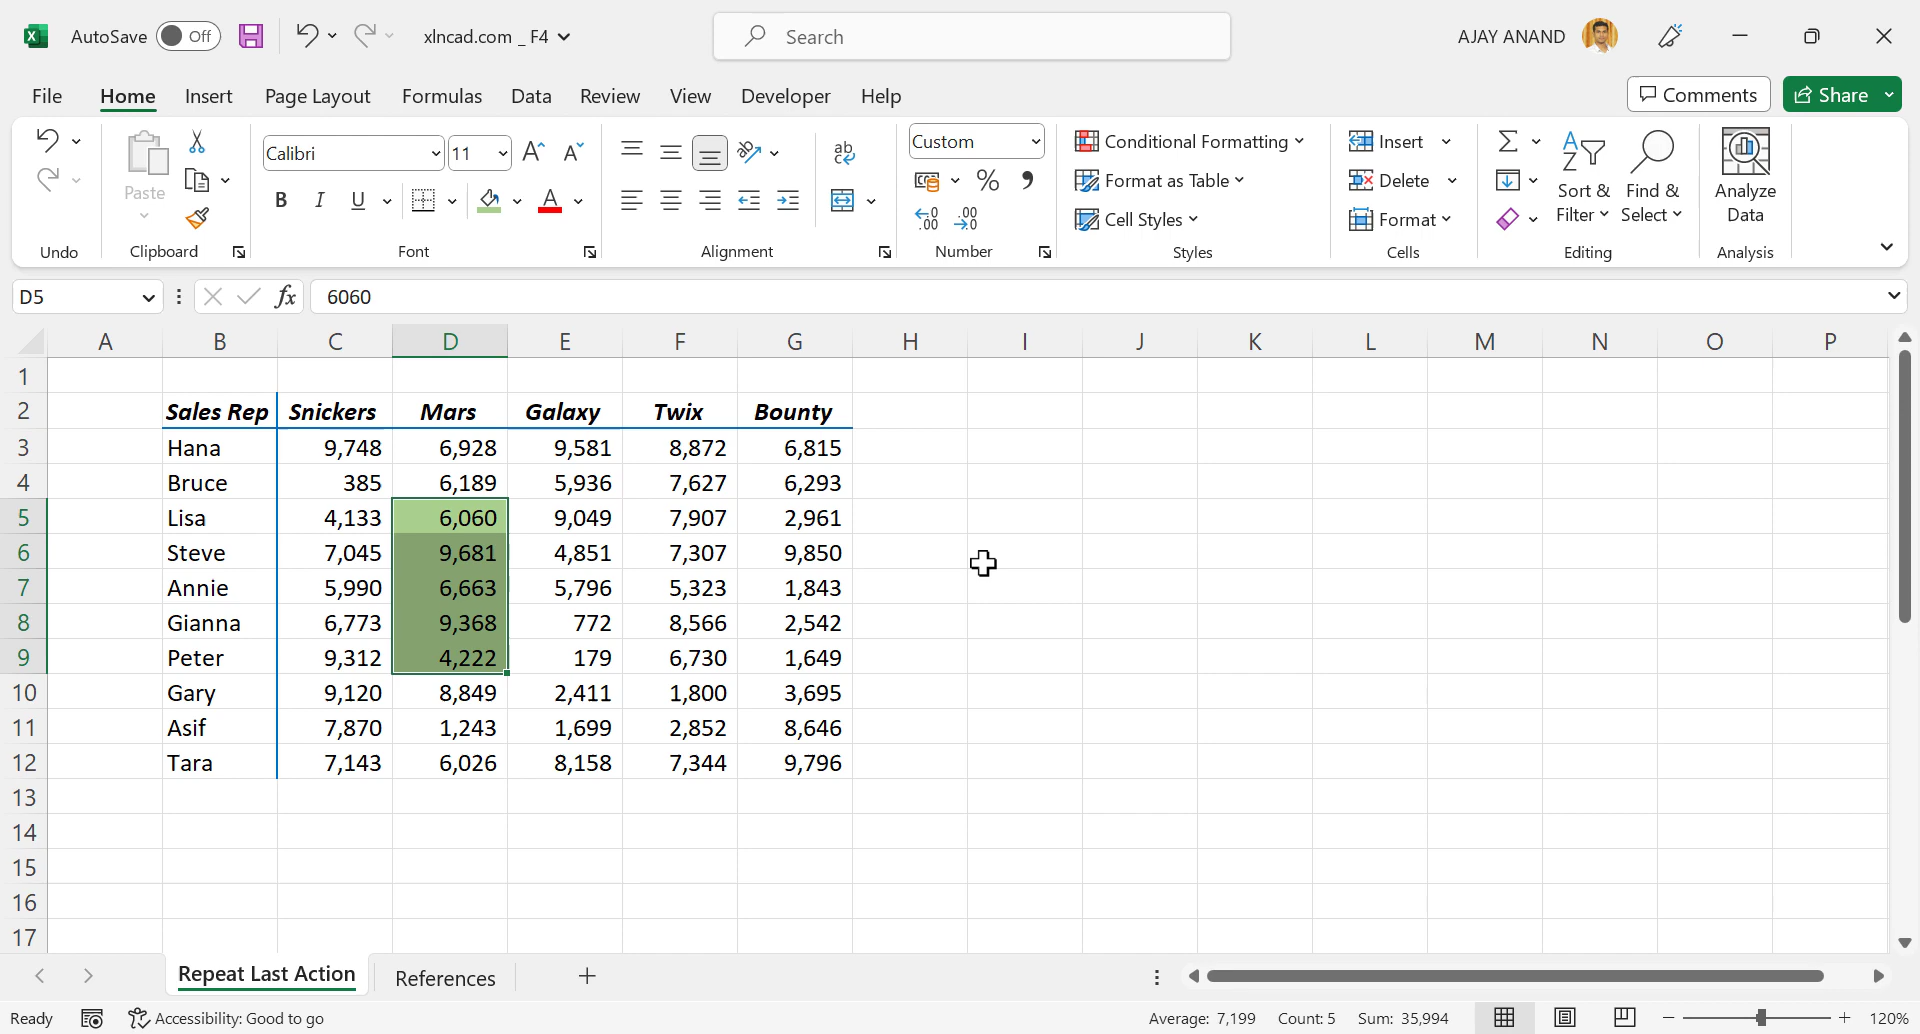 AutoSave Off xlncad.com _ F4 Search AJAY ANAND
File Home Insert Page Layout Formulas Data Review View Developer Help Comments Share
Paste Calibri 11 Custom Conditional Formatting Insert
B I U Format as Table Delete Sort & Find & Analyze
Cell Styles Format Filter Select Data
Undo Clipboard Font Alignment Number Styles Cells Editing Analysis
D5 fx 6060
A B C D E F G H I J K L M N O P
1
2 Sales Rep Snickers Mars Galaxy Twix Bounty
3 Hana 9,748 6,928 9,581 8,872 6,815
4 Bruce 385 6,189 5,936 7,627 6,293
5 Lisa 4,133 6,060 9,049 7,907 2,961
6 Steve 7,045 9,681 4,851 7,307 9,850
7 Annie 5,990 6,663 5,796 5,323 1,843
8 Gianna 6,773 9,368 772 8,566 2,542
9 Peter 9,312 4,222 179 6,730 1,649
10 Gary 9,120 8,849 2,411 1,800 3,695
11 Asif 7,870 1,243 1,699 2,852 8,646
12 Tara 7,143 6,026 8,158 7,344 9,796
13
14
15
16
17
Repeat Last Action References
Ready Accessibility: Good to go Average: 7,199 Count: 5 Sum: 35,994 120%